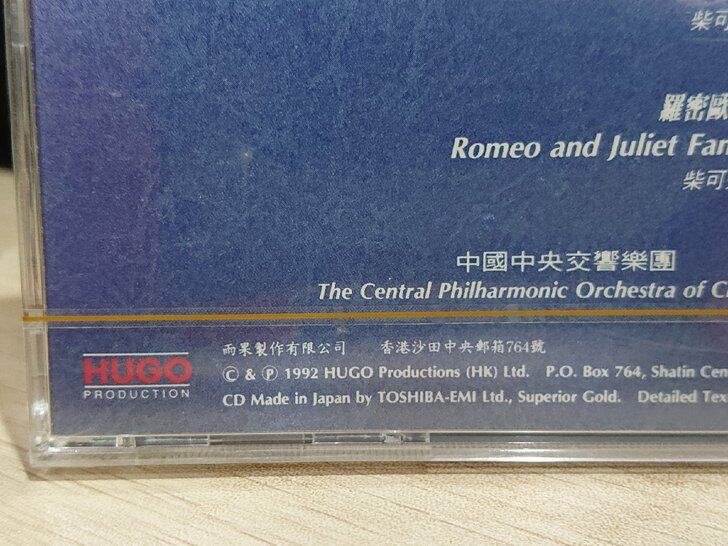 柴可
羅密歐
Romeo and Juliet Fan
柴可
中國中央交響樂團
The Central Philharmonic Orchestra of C
HUGO
PRODUCTION
雨果製作有限公司 香港沙田中央郵箱764號
© & ℗ 1992 HUGO Productions (HK) Ltd. P.O. Box 764, Shatin Cen
CD Made in Japan by TOSHIBA-EMI Ltd., Superior Gold. Detailed Tex